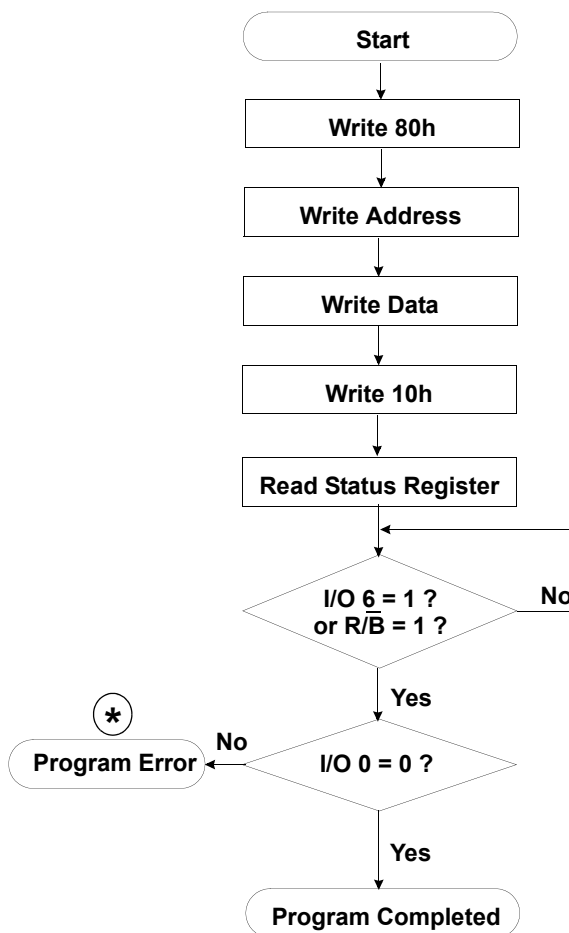 Start
Write 80h
Write Address
Write Data
Write 10h
Read Status Register
I/O 6 = 1 ?
or R/B̅ = 1 ?
No
Yes
*
No
Program Error
I/O 0 = 0 ?
Yes
Program Completed